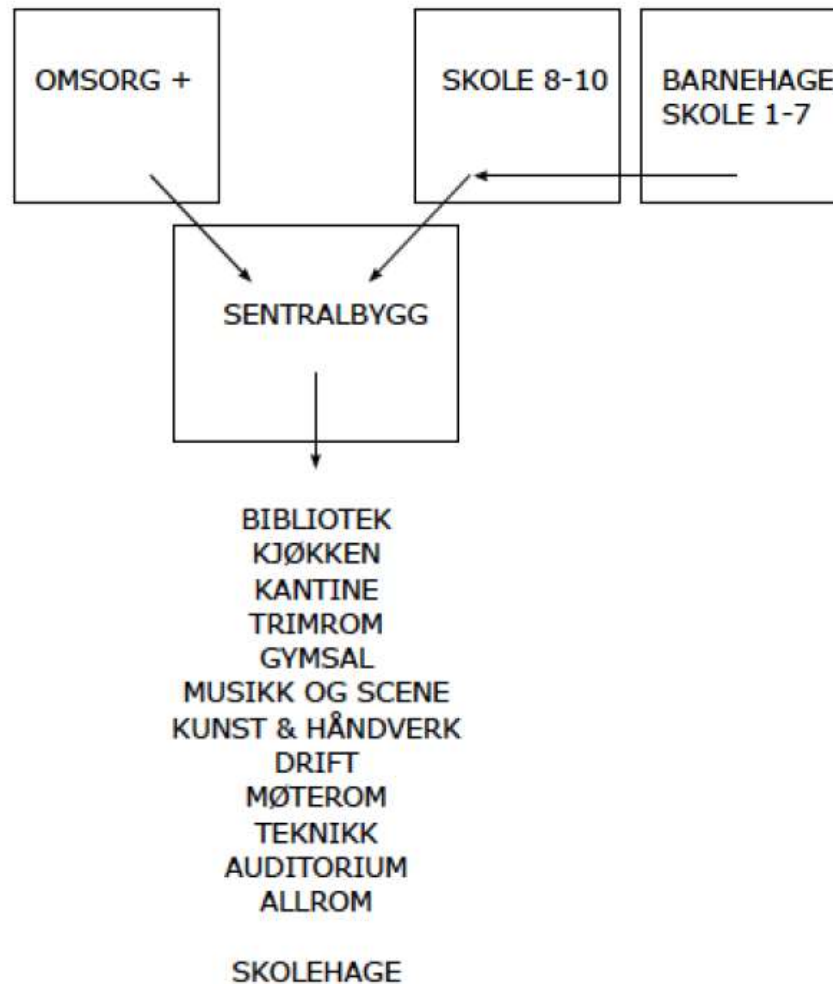 OMSORG +
SKOLE 8-10
BARNEHAGE
SKOLE 1-7
SENTRALBYGG
BIBLIOTEK
KJØKKEN
KANTINE
TRIMROM
GYMSAL
MUSIKK OG SCENE
KUNST & HÅNDVERK
DRIFT
MØTEROM
TEKNIKK
AUDITORIUM
ALLROM
SKOLEHAGE